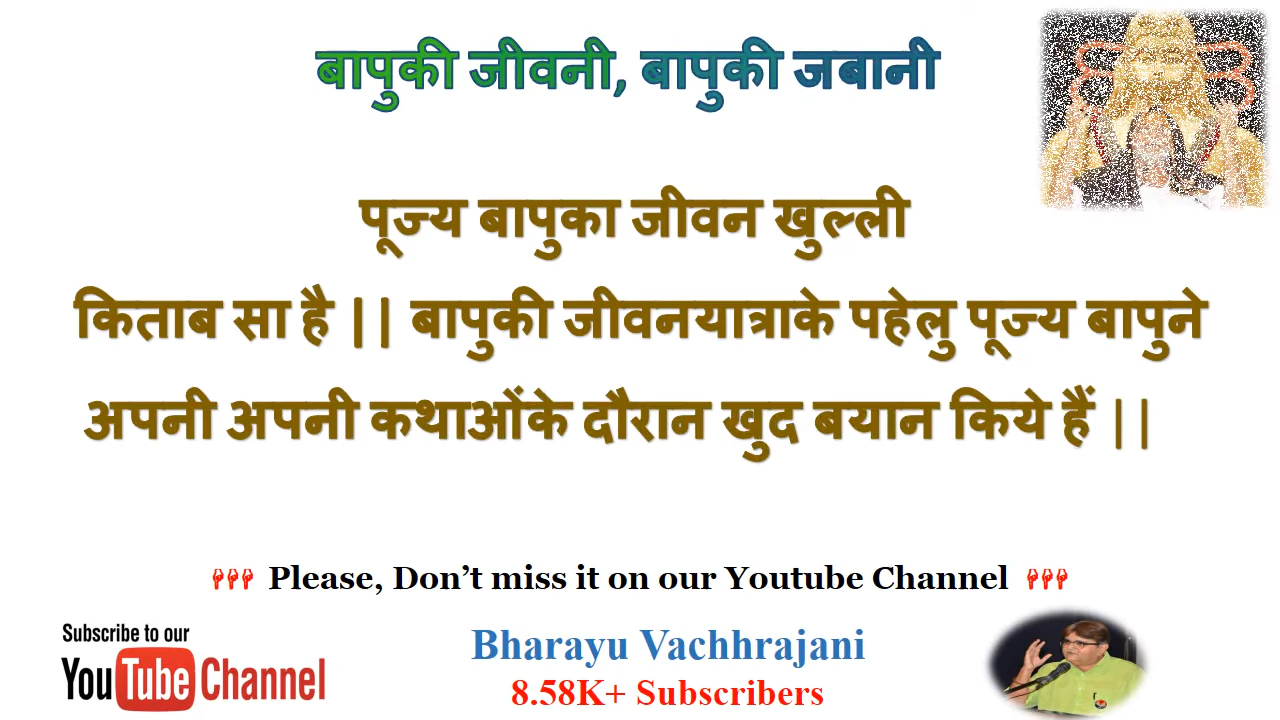 बापुकी जीवनी, बापुकी जबानी
पूज्य बापुका जीवन खुल्ली
किताब सा है || बापुकी जीवनयात्राके पहेलु पूज्य बापुने
अपनी अपनी कथाओंके दौरान खुद बयान किये हैं ||
Please, Don’t miss it on our Youtube Channel
Subscribe to our
YouTube Channel
Bharayu Vachhrajani
8.58K+ Subscribers